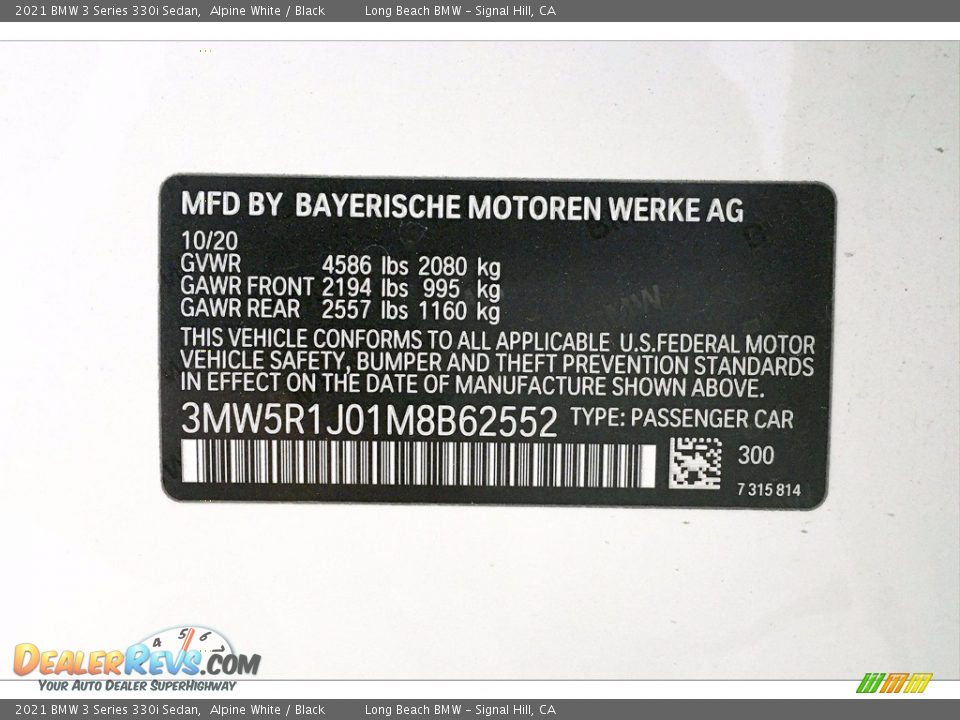 2021 BMW 3 Series 330i Sedan, Alpine White / Black Long Beach BMW - Signal Hill, CA
MFD BY BAYERISCHE MOTOREN WERKE AG
10/20
GVWR 4586 lbs 2080 kg
GAWR FRONT 2194 lbs 995 kg
GAWR REAR 2557 lbs 1160 kg
THIS VEHICLE CONFORMS TO ALL APPLICABLE U.S.FEDERAL MOTOR
VEHICLE SAFETY, BUMPER AND THEFT PREVENTION STANDARDS
IN EFFECT ON THE DATE OF MANUFACTURE SHOWN ABOVE.
3MW5R1J01M8B62552 TYPE: PASSENGER CAR
300
7 315 814
4 5 6 7
DealerRevs.com
Your Auto Dealer SuperHighway
2021 BMW 3 Series 330i Sedan, Alpine White / Black Long Beach BMW - Signal Hill, CA